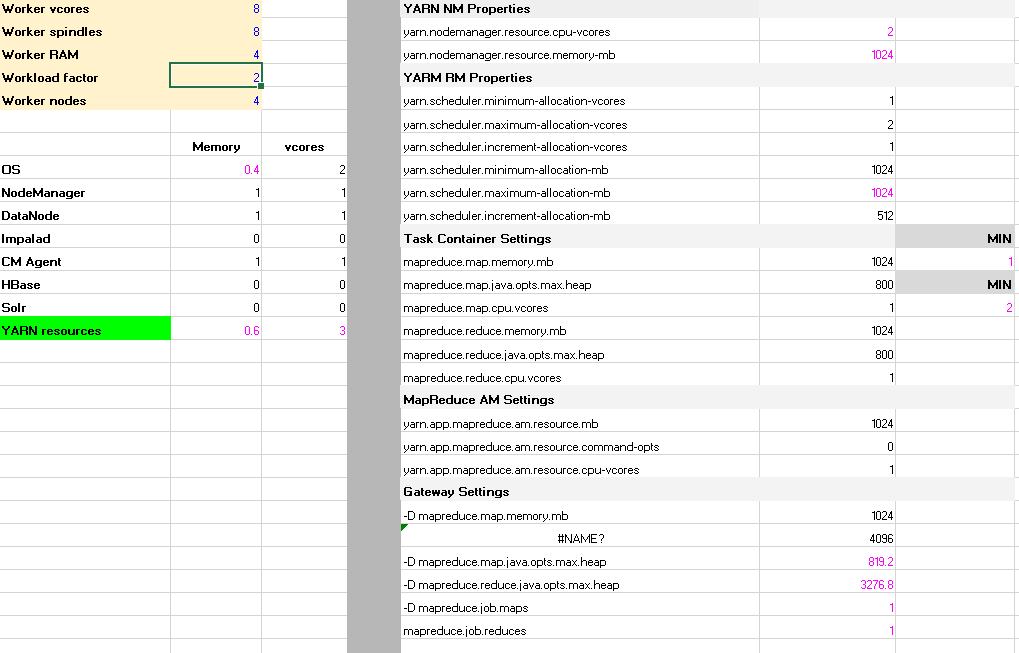 Worker vcores 8
Worker spindles 8
Worker RAM 4
Workload factor 2
Worker nodes 4
Memory vcores
OS 0.4 2
NodeManager 1 1
DataNode 1 1
Impalad 0 0
CM Agent 1 1
HBase 0 0
Solr 0 0
YARN resources 0.6 3
YARN NM Properties
yarn.nodemanager.resource.cpu-vcores 2
yarn.nodemanager.resource.memory-mb 1024
YARM RM Properties
yarn.scheduler.minimum-allocation-vcores 1
yarn.scheduler.maximum-allocation-vcores 2
yarn.scheduler.increment-allocation-vcores 1
yarn.scheduler.minimum-allocation-mb 1024
yarn.scheduler.maximum-allocation-mb 1024
yarn.scheduler.increment-allocation-mb 512
Task Container Settings MIN
mapreduce.map.memory.mb 1024 1
mapreduce.map.java.opts.max.heap 800 MIN
mapreduce.map.cpu.vcores 1 2
mapreduce.reduce.memory.mb 1024
mapreduce.reduce.java.opts.max.heap 800
mapreduce.reduce.cpu.vcores 1
MapReduce AM Settings
yarn.app.mapreduce.am.resource.mb 1024
yarn.app.mapreduce.am.resource.command-opts 0
yarn.app.mapreduce.am.resource.cpu-vcores 1
Gateway Settings
-D mapreduce.map.memory.mb 1024
#NAME? 4096
-D mapreduce.map.java.opts.max.heap 819.2
-D mapreduce.reduce.java.opts.max.heap 3276.8
-D mapreduce.job.maps 1
mapreduce.job.reduces 1